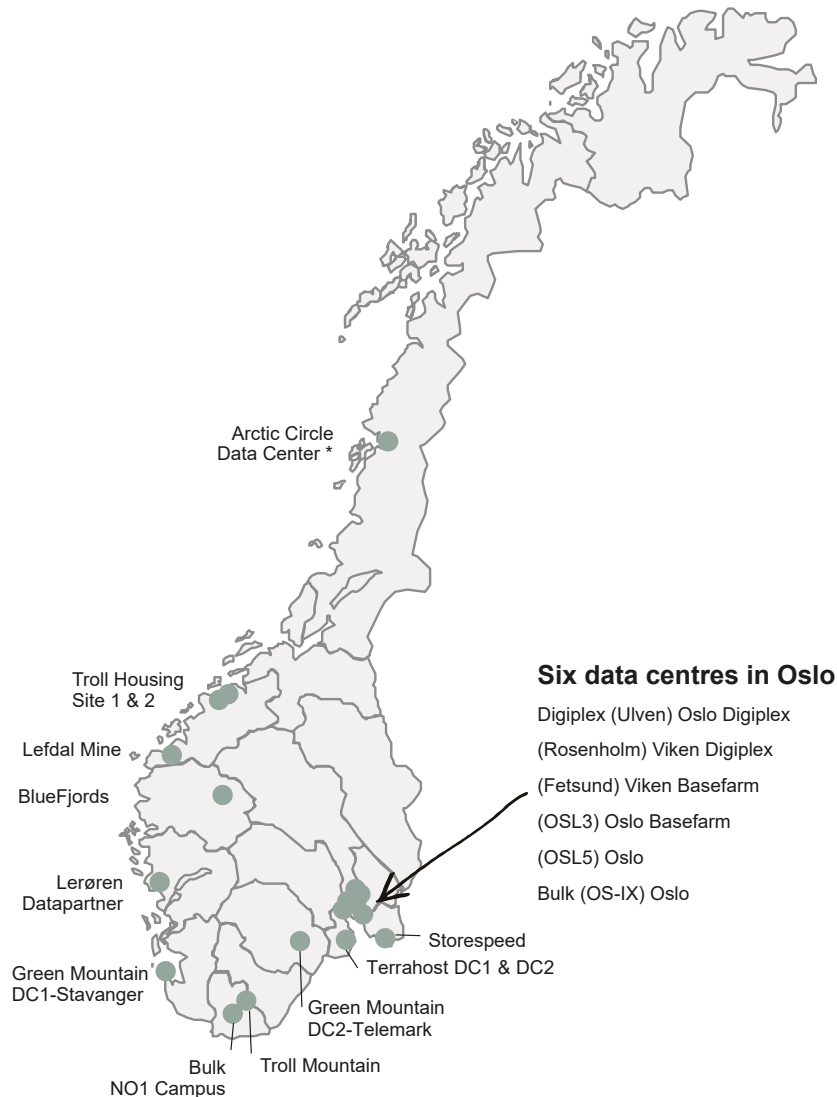 Arctic Circle
Data Center *
Troll Housing
Site 1 & 2
Lefdal Mine
BlueFjords
Lerøren
Datapartner
Green Mountain
DC1-Stavanger
Bulk
NO1 Campus
Troll Mountain
Green Mountain
DC2-Telemark
Terrahost DC1 & DC2
Storespeed
Six data centres in Oslo
Digiplex (Ulven) Oslo Digiplex
(Rosenholm) Viken Digiplex
(Fetsund) Viken Basefarm
(OSL3) Oslo Basefarm
(OSL5) Oslo
Bulk (OS-IX) Oslo